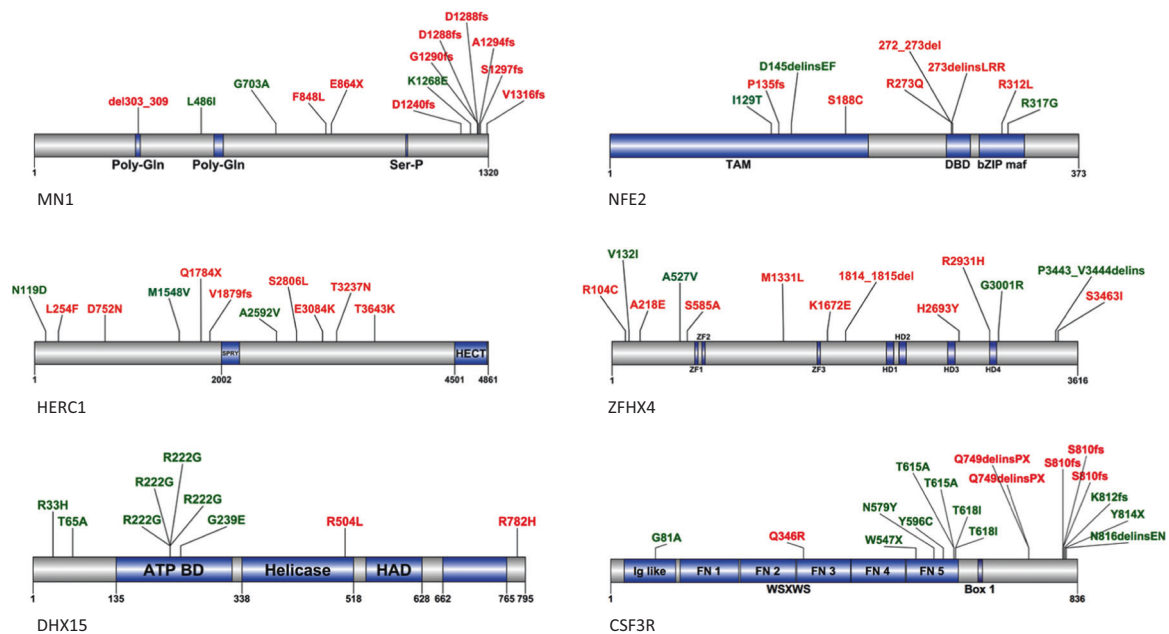 D1288fs
D1288fs
A1294fs
G1290fs
S1297fs
K1268E
del303_309
L486I
G703A
F848L
E864X
D1240fs
V1316fs
Poly-Gln
Poly-Gln
Ser-P
1
1320
MN1
272_273del
D145delinsEF
273delinsLRR
P135fs
R273Q
R312L
I129T
S188C
R317G
TAM
DBD
bZIP maf
1
373
NFE2
Q1784X
S2806L
T3237N
N119D
M1548V
L254F
D752N
V1879fs
A2592V
E3084K
T3643K
SPRY
HECT
1
2002
4501
4861
HERC1
V132I
R104C
A218E
A527V
S585A
M1331L
1814_1815del
K1672E
R2931H
G3001R
H2693Y
P3443_V3444delins
S3463I
ZF2
HD2
ZF1
ZF3
HD1
HD3
HD4
1
3616
ZFHX4
R222G
R222G
R222G
R33H
T65A
R222G
G239E
R504L
R782H
ATP BD
Helicase
HAD
1
135
338
518
628
662
765
795
DHX15
S810fs
Q749delinsPX
S810fs
T615A
T615A
Q749delinsPX
S810fs
N579Y
K812fs
Y596C
T618I
Y814X
G81A
Q346R
W547X
T618I
N816delinsEN
Ig like
FN 1
FN 2
FN 3
FN 4
FN 5
WSXWS
Box 1
1
836
CSF3R